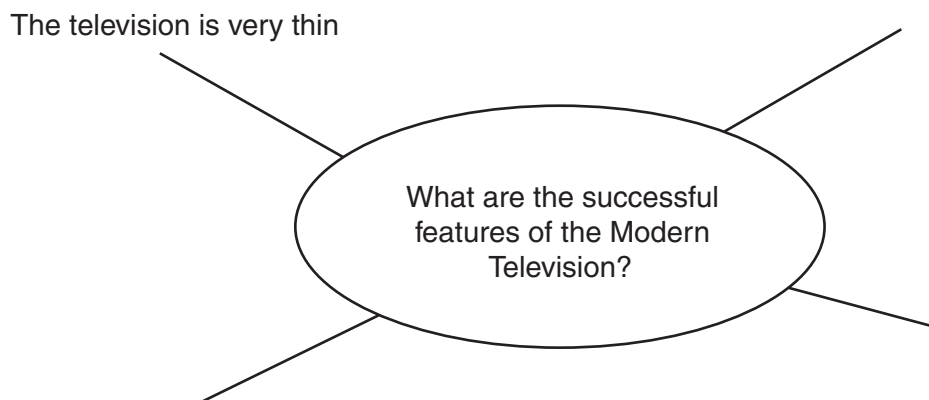 The television is very thin
What are the successful
features of the Modern
Television?